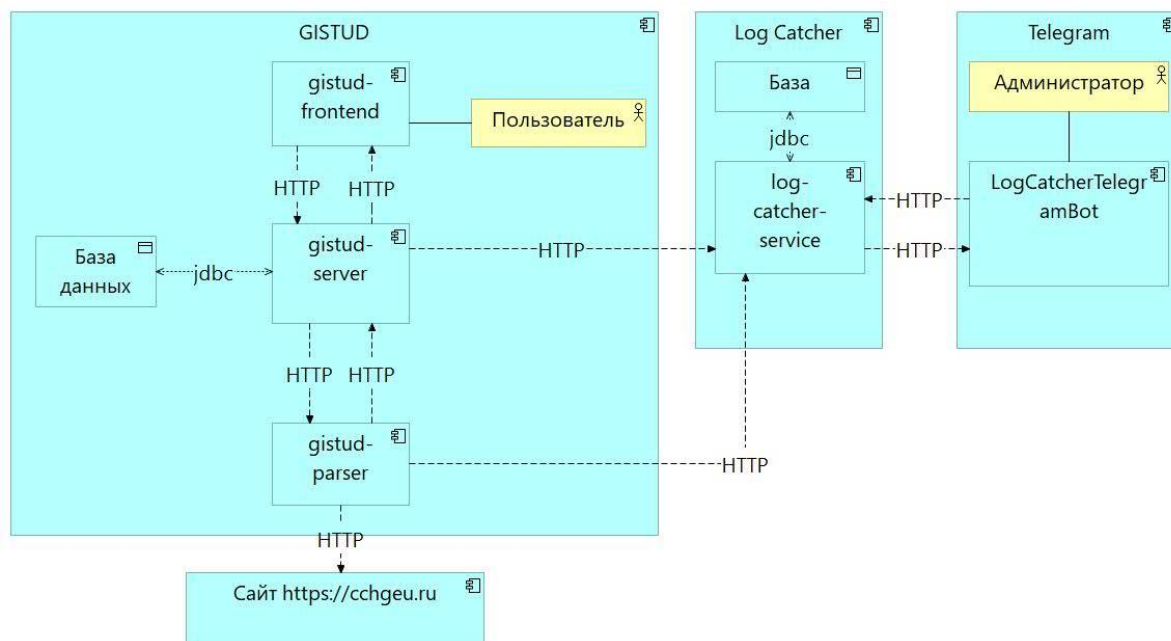 GISTUD
Log Catcher
Telegram
gistud-
frontend
Пользователь
База
Администратор
jdbc
HTTP
HTTP
log-
catcher-
service
LogCatcherTelegr
amBot
HTTP
HTTP
База
данных
jdbc
gistud-
server
HTTP
HTTP
HTTP
gistud-
parser
HTTP
HTTP
Сайт https://cchgeu.ru